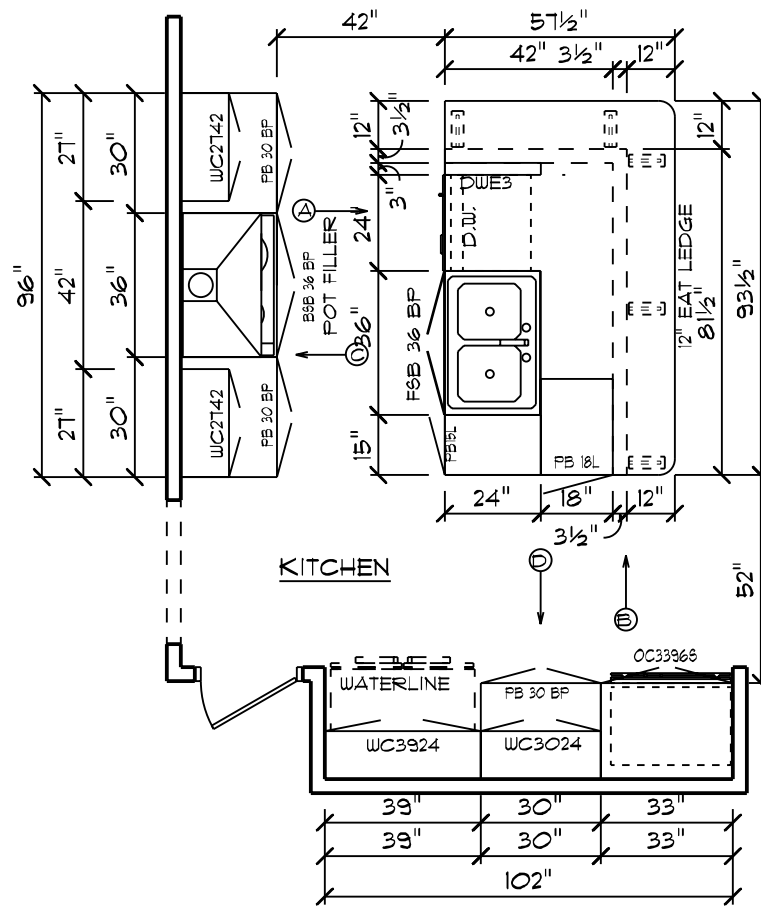 42"
57½"
42"
3½"
12"
12"
3½"
3"
12"
27"
30"
WC2742
PB 30 BP
DWE3
D.W.
24
A
96"
42"
36"
BSB 36 BP
POT FILLER
C
36"
FSB 36 BP
12" EAT LEDGE
81½"
93½"
27"
30"
WC2742
PB 30 BP
15"
PB15L
PB 18L
24"
18"
12"
3½"
KITCHEN
D
B
52"
OC3396S
WATERLINE
PB 30 BP
WC3924
WC3024
39"
30"
33"
39"
30"
33"
102"